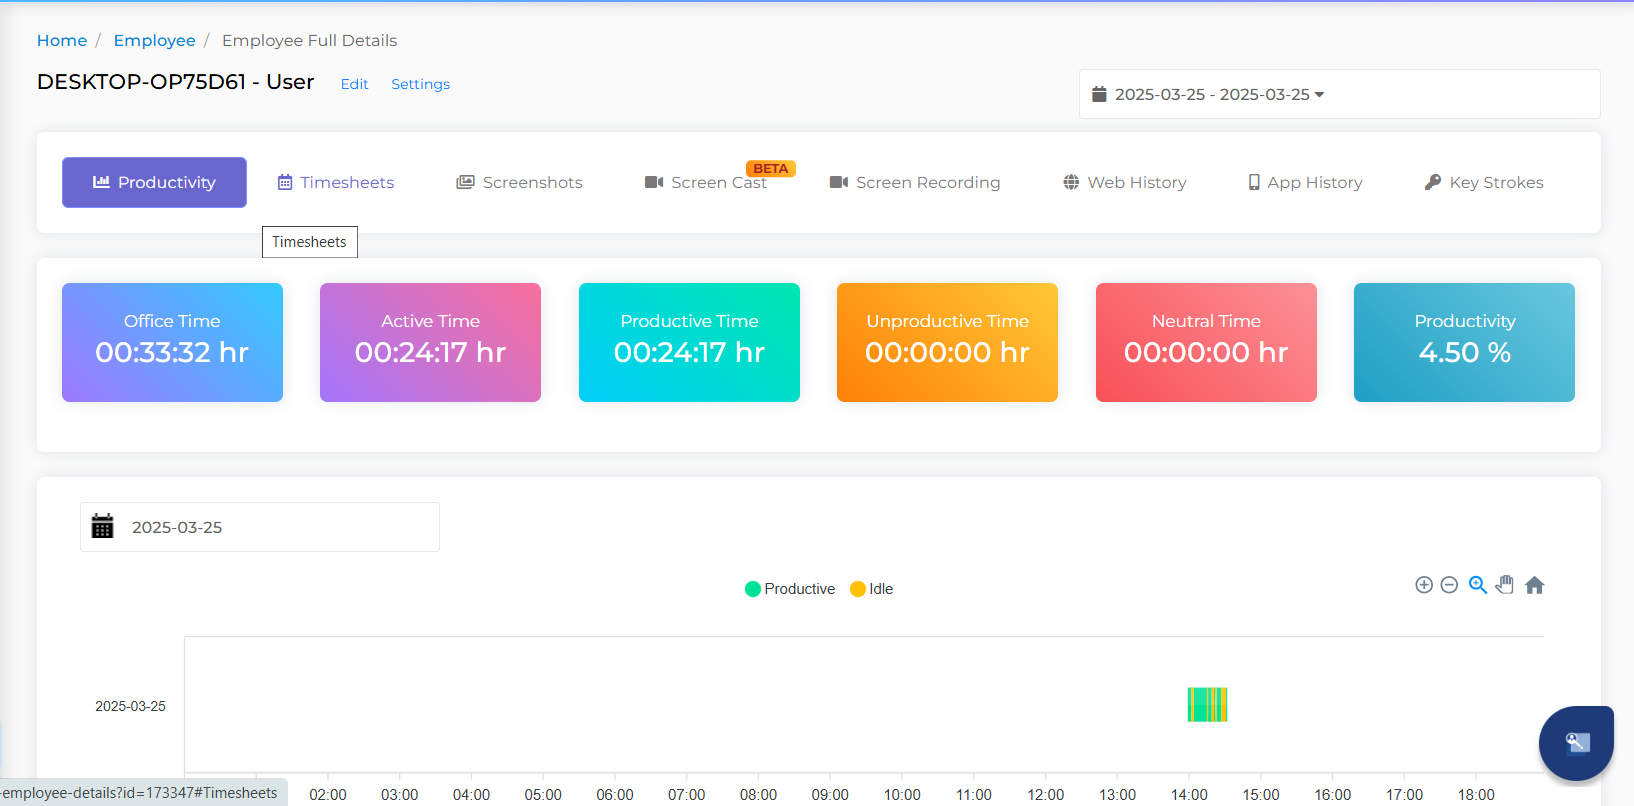 Home / Employee / Employee Full Details
DESKTOP-OP75D61 - User Edit Settings
2025-03-25 - 2025-03-25
Productivity Timesheets Screenshots Screen Cast BETA Screen Recording Web History App History Key Strokes
Timesheets
Office Time Active Time Productive Time Unproductive Time Neutral Time Productivity
00:33:32 hr 00:24:17 hr 00:24:17 hr 00:00:00 hr 00:00:00 hr 4.50 %
2025-03-25
Productive Idle
2025-03-25
-employee-details?id=173347#Timesheets 02:00 03:00 04:00 05:00 06:00 07:00 08:00 09:00 10:00 11:00 12:00 13:00 14:00 15:00 16:00 17:00 18:00